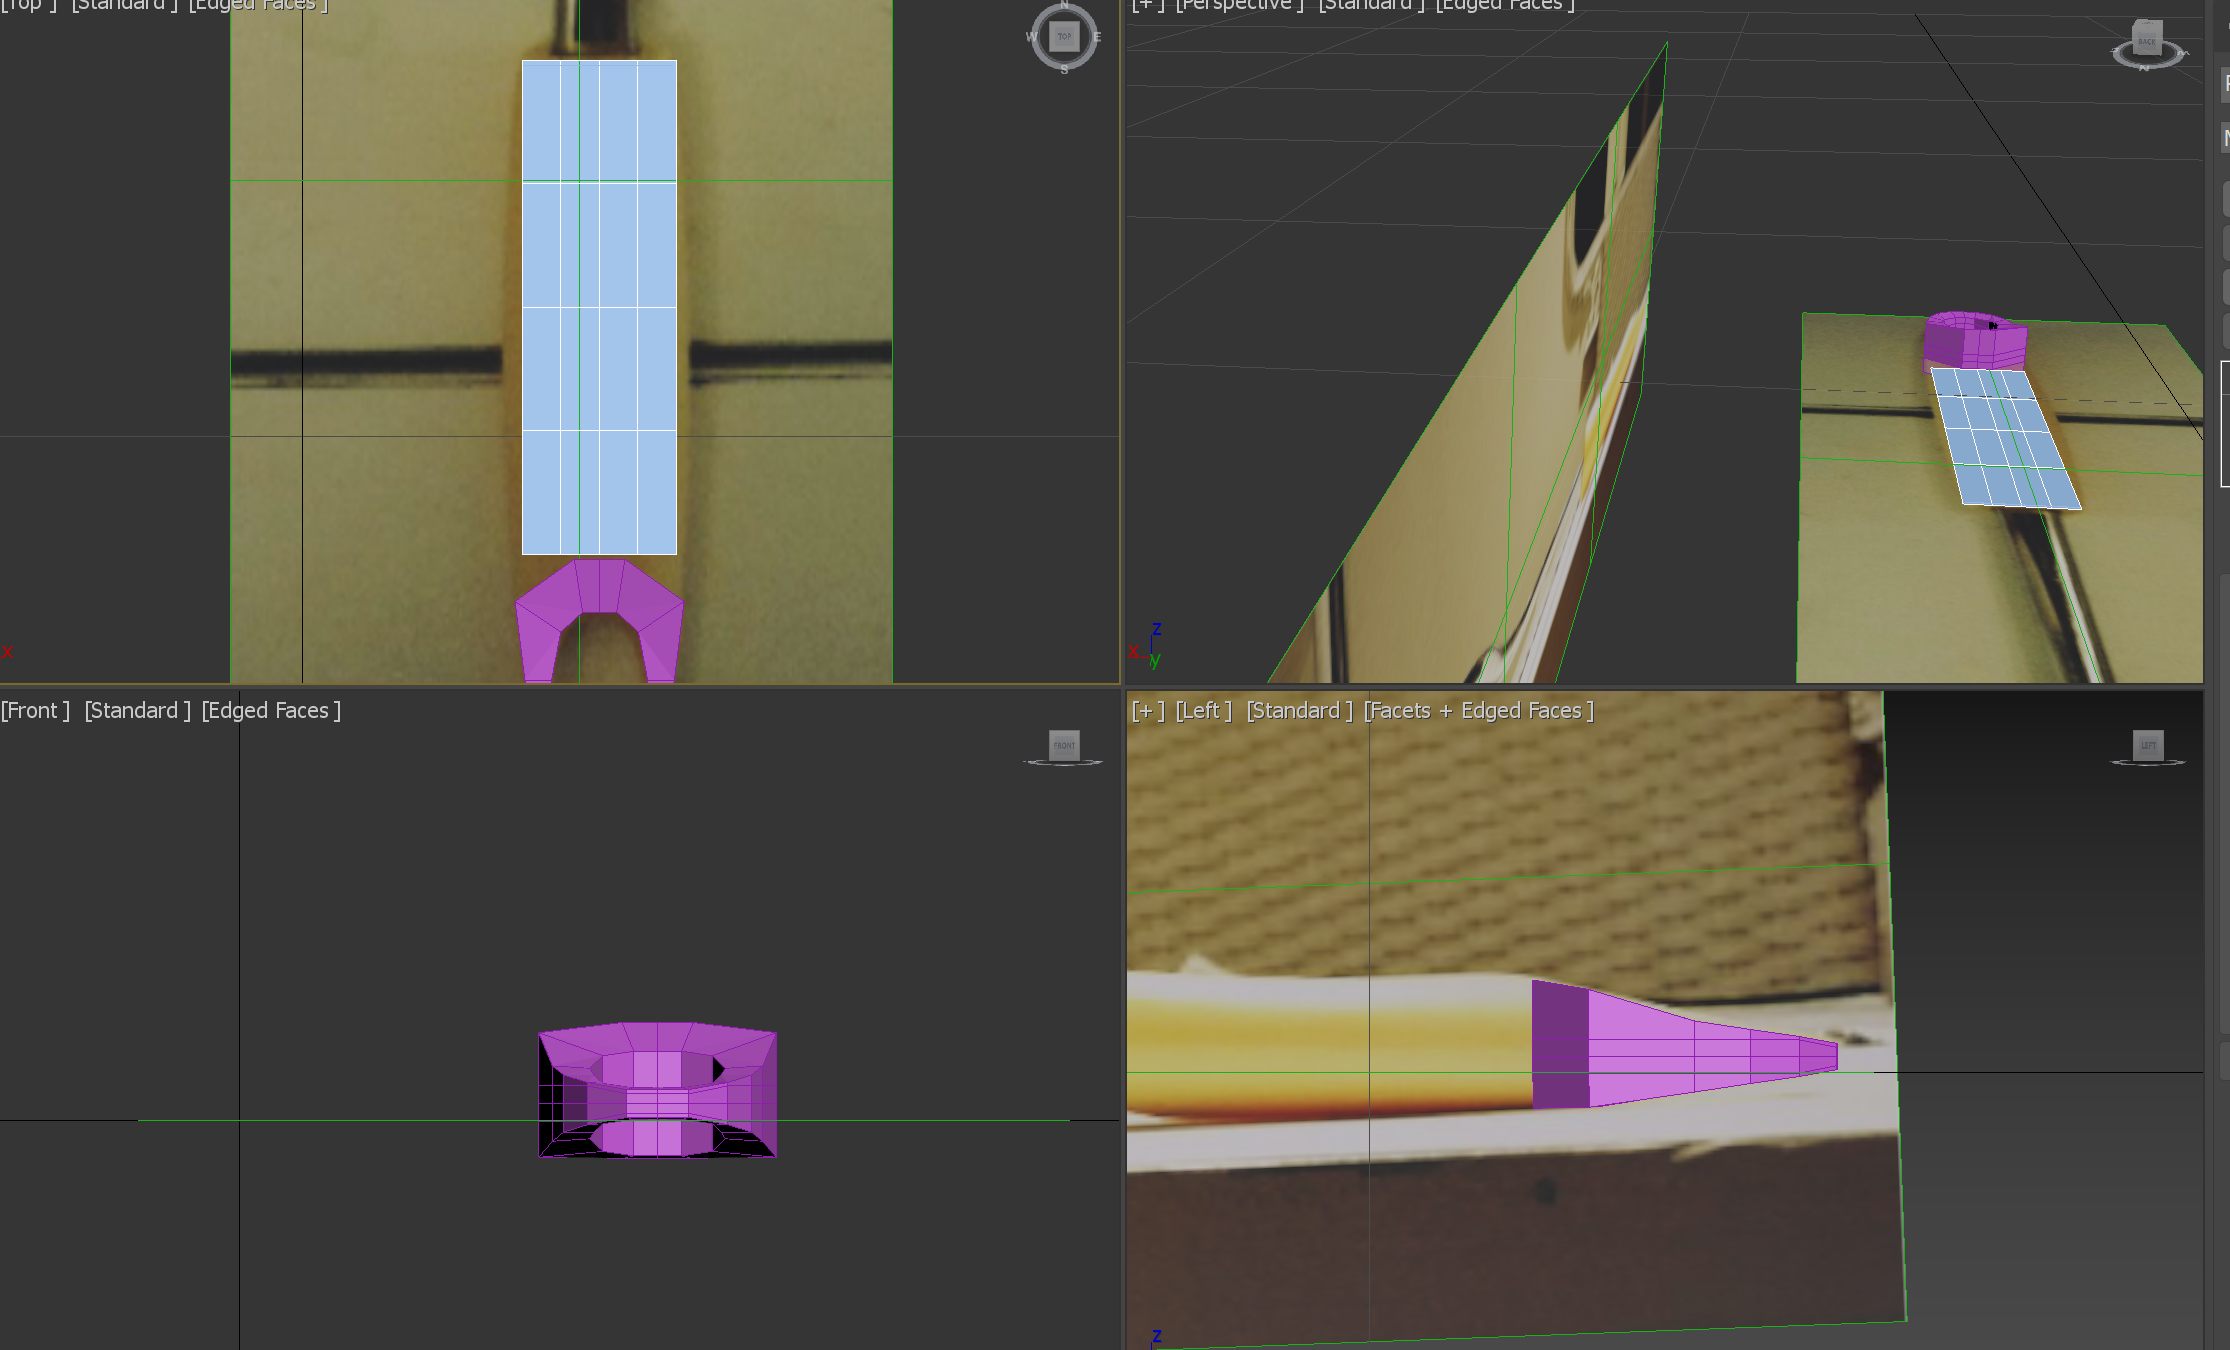 [Top ] [Standard ] [Edged Faces ]
N
W TOP E
S
[+ ] [Perspective ] [Standard ] [Edged Faces ]
BACK
N
z
x
y
x
[Front ] [Standard ] [Edged Faces ]
FRONT
[+ ] [Left ] [Standard ] [Facets + Edged Faces ]
LEFT
z